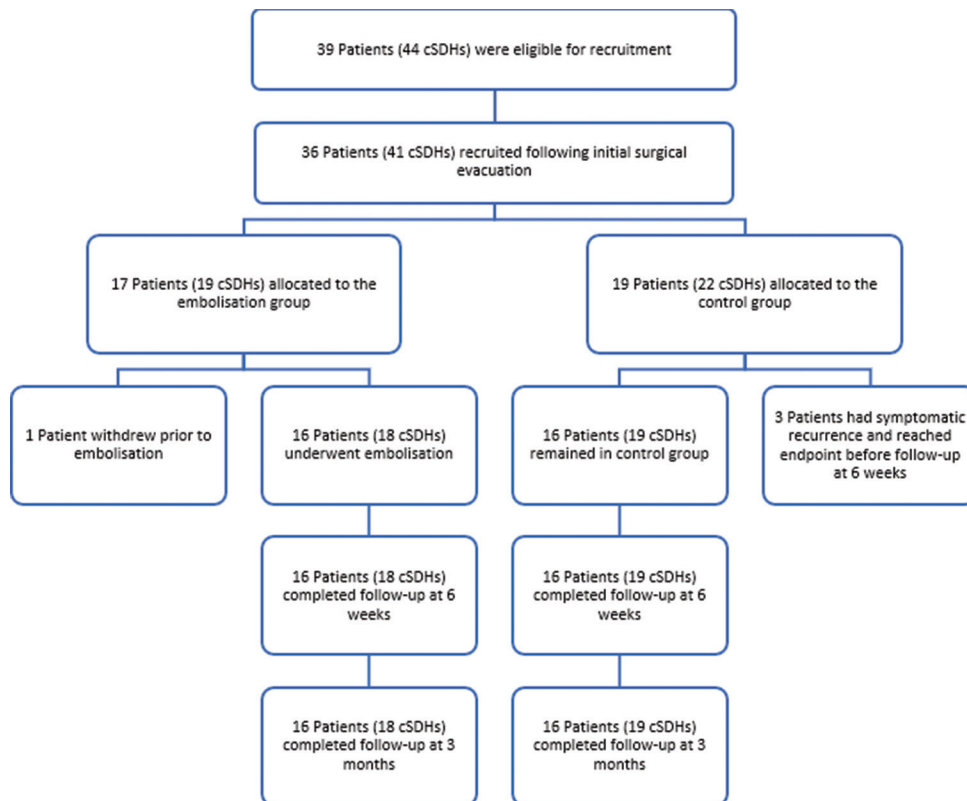 39 Patients (44 cSDHs) were eligible for recruitment
36 Patients (41 cSDHs) recruited following initial surgical
evacuation
17 Patients (19 cSDHs) allocated to the
embolisation group
19 Patients (22 cSDHs) allocated to the
control group
1 Patient withdrew prior to
embolisation
16 Patients (18 cSDHs)
underwent embolisation
16 Patients (19 cSDHs)
remained in control group
3 Patients had symptomatic
recurrence and reached
endpoint before follow-up
at 6 weeks
16 Patients (18 cSDHs)
completed follow-up at 6
weeks
16 Patients (19 cSDHs)
completed follow-up at 6
weeks
16 Patients (18 cSDHs)
completed follow-up at 3
months
16 Patients (19 cSDHs)
completed follow-up at 3
months